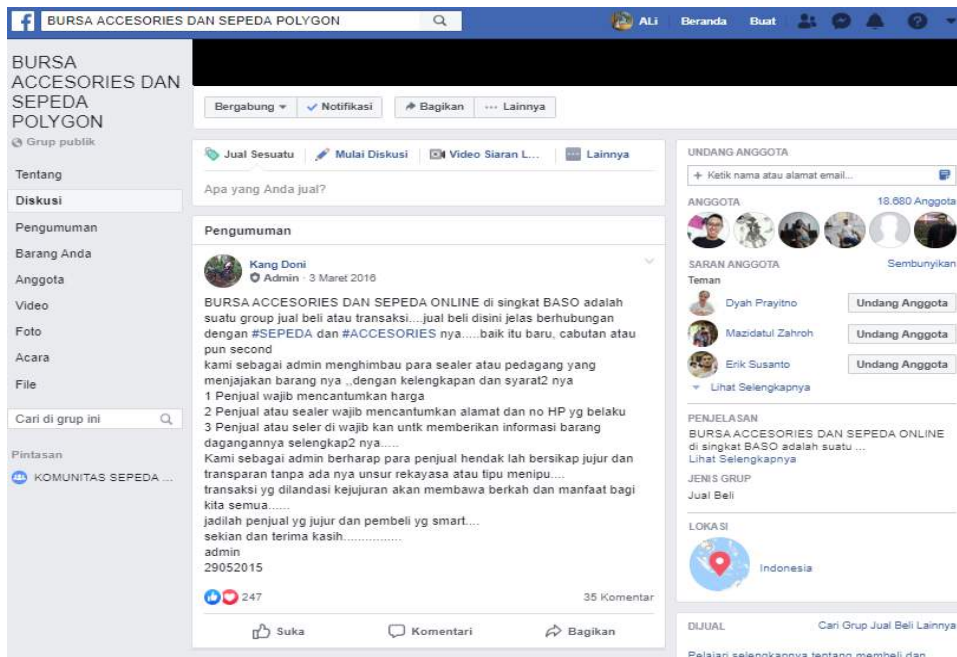 BURSA ACCESORIES DAN SEPEDA POLYGON
ALi Beranda Buat
BURSA
ACCESORIES DAN
SEPEDA
POLYGON
Grup publik
Tentang
Diskusi
Pengumuman
Barang Anda
Anggota
Video
Foto
Acara
File
Cari di grup ini
Pintasan
KOMUNITAS SEPEDA ...
Bergabung Notifikasi Bagikan ... Lainnya
Jual Sesuatu Mulai Diskusi Video Siaran L... Lainnya
Apa yang Anda jual?
Pengumuman
Kang Doni
Admin · 3 Maret 2016
BURSA ACCESORIES DAN SEPEDA ONLINE di singkat BASO adalah
suatu group jual beli atau transaksi....jual beli disini jelas berhubungan
dengan #SEPEDA dan #ACCESORIES nya.....baik itu baru, cabutan atau
pun second
kami sebagai admin menghimbau para sealer atau pedagang yang
menjajakan barang nya ,,dengan kelengkapan dan syarat2 nya
1 Penjual wajib mencantumkan harga
2 Penjual atau sealer wajib mencantumkan alamat dan no HP yg belaku
3 Penjual atau seler di wajib kan untk memberikan informasi barang
dagangannya selengkap2 nya.....
Kami sebagai admin berharap para penjual hendak lah bersikap jujur dan
transparan tanpa ada nya unsur rekayasa atau tipu menipu....
transaksi yg dilandasi kejujuran akan membawa berkah dan manfaat bagi
kita semua......
jadilah penjual yg jujur dan pembeli yg smart....
sekian dan terima kasih................
admin
29052015
247 35 Komentar
Suka Komentari Bagikan
UNDANG ANGGOTA
+ Ketik nama atau alamat email...
ANGGOTA 18.680 Anggota
SARAN ANGGOTA Sembunyikan
Teman
Dyah Prayitno Undang Anggota
Mazidatul Zahroh Undang Anggota
Erik Susanto Undang Anggota
Lihat Selengkapnya
PENJELASAN
BURSA ACCESORIES DAN SEPEDA ONLINE
di singkat BASO adalah suatu ...
Lihat Selengkapnya
JENIS GRUP
Jual Beli
LOKASI
Indonesia
DIJUAL Cari Grup Jual Beli Lainnya
Pelajari selengkapnya tentang membeli dan